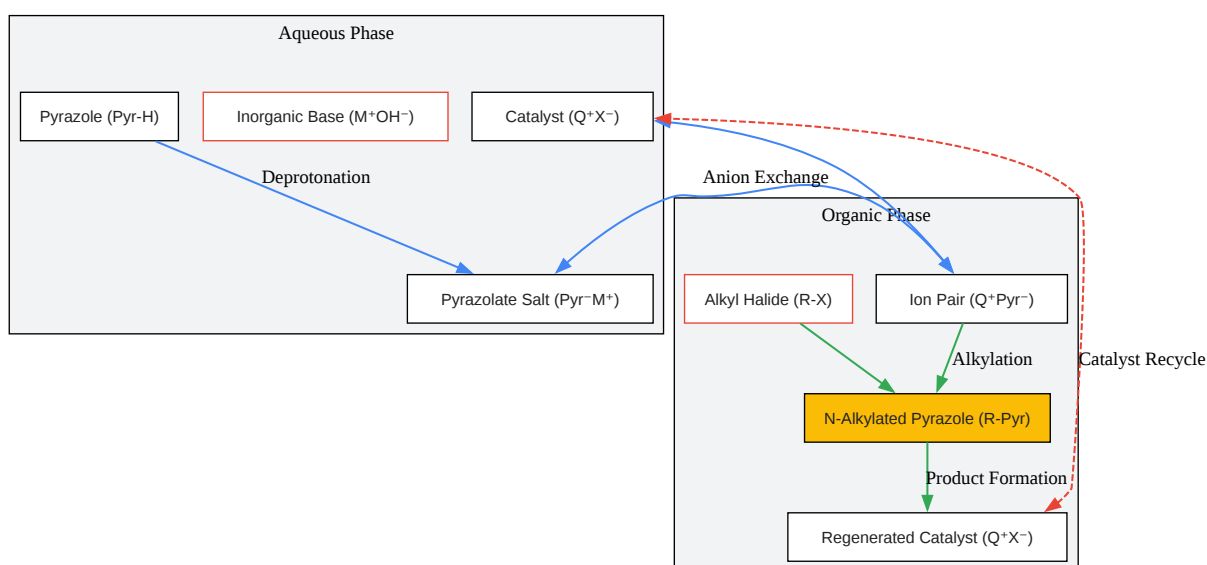 Aqueous Phase
Pyrazole (Pyr-H)
Inorganic Base (M⁺OH⁻)
Catalyst (Q⁺X⁻)
Deprotonation
Anion Exchange
Organic Phase
Pyrazolate Salt (Pyr⁻M⁺)
Alkyl Halide (R-X)
Ion Pair (Q⁺Pyr⁻)
Alkylation
Catalyst Recycle
N-Alkylated Pyrazole (R-Pyr)
Product Formation
Regenerated Catalyst (Q⁺X⁻)